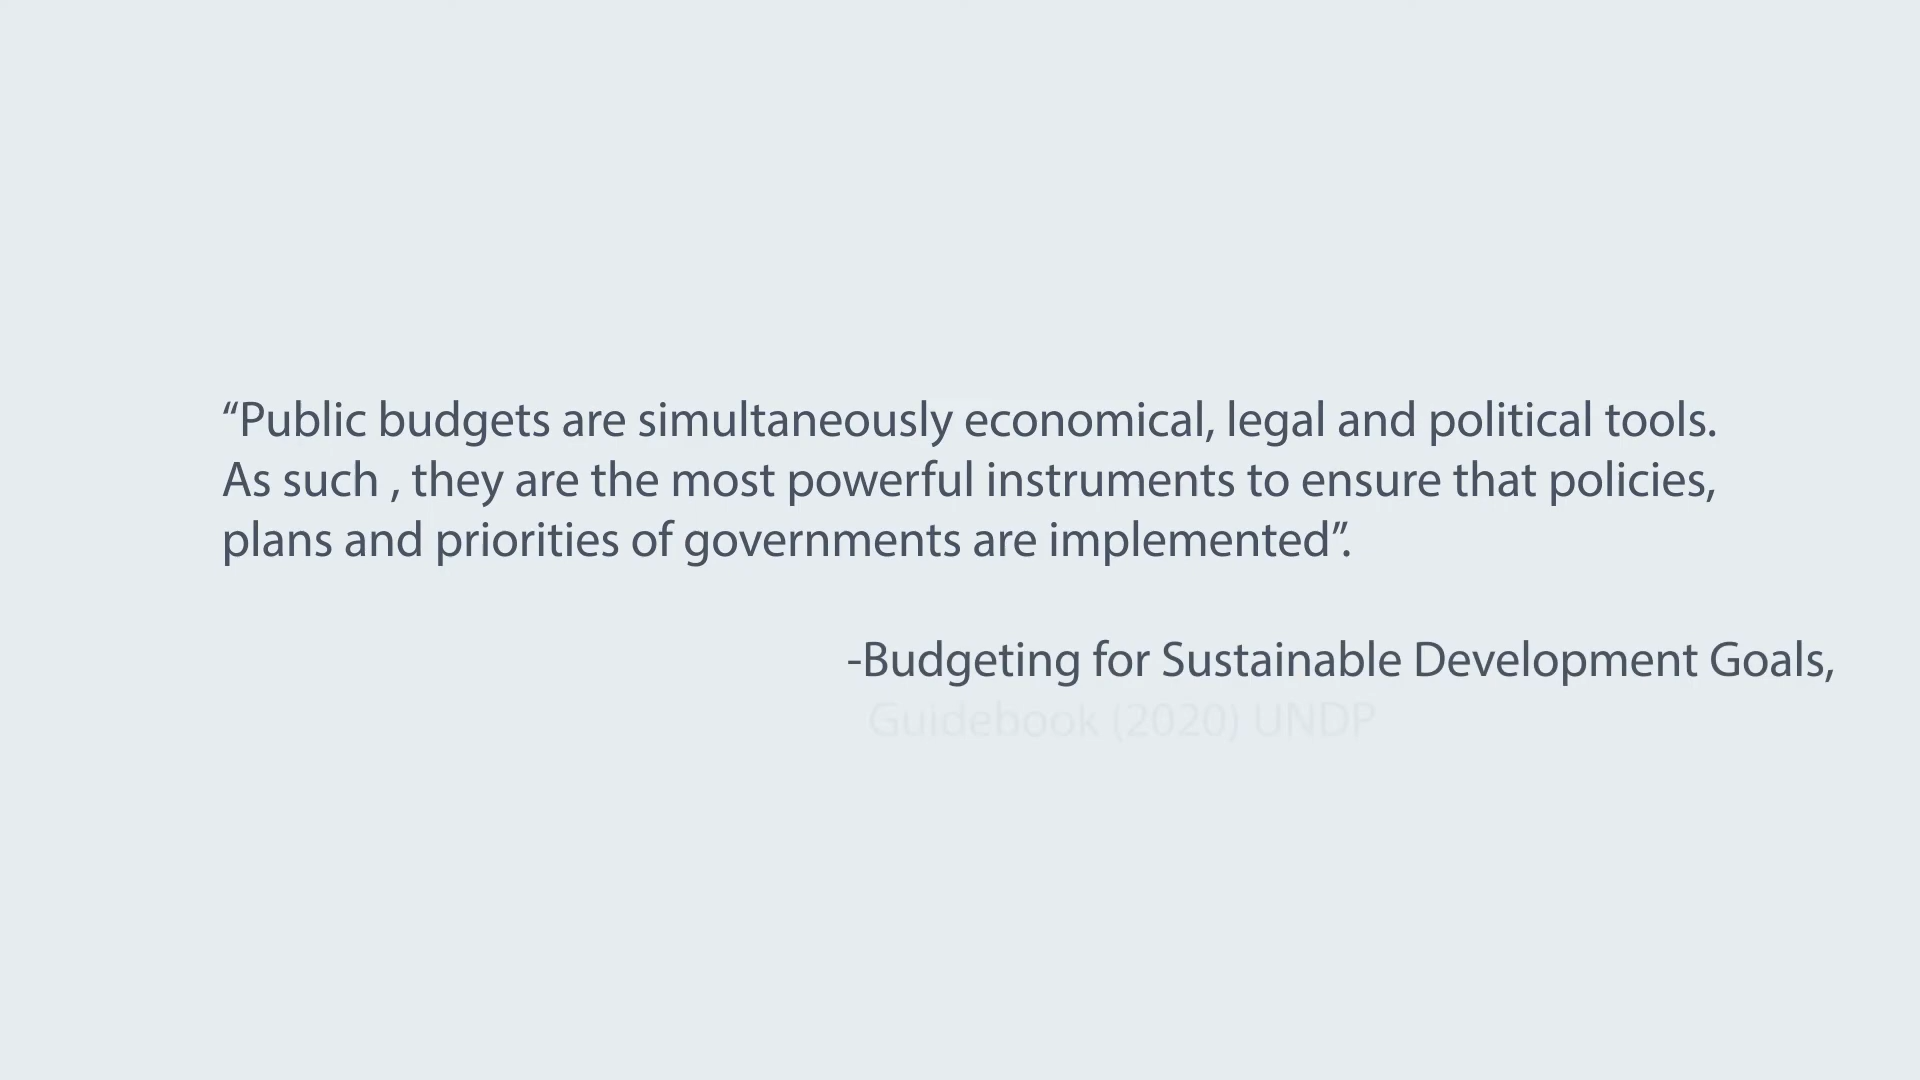 “Public budgets are simultaneously economical, legal and political tools.
As such , they are the most powerful instruments to ensure that policies,
plans and priorities of governments are implemented”.
-Budgeting for Sustainable Development Goals,
Guidebook (2020) UNDP